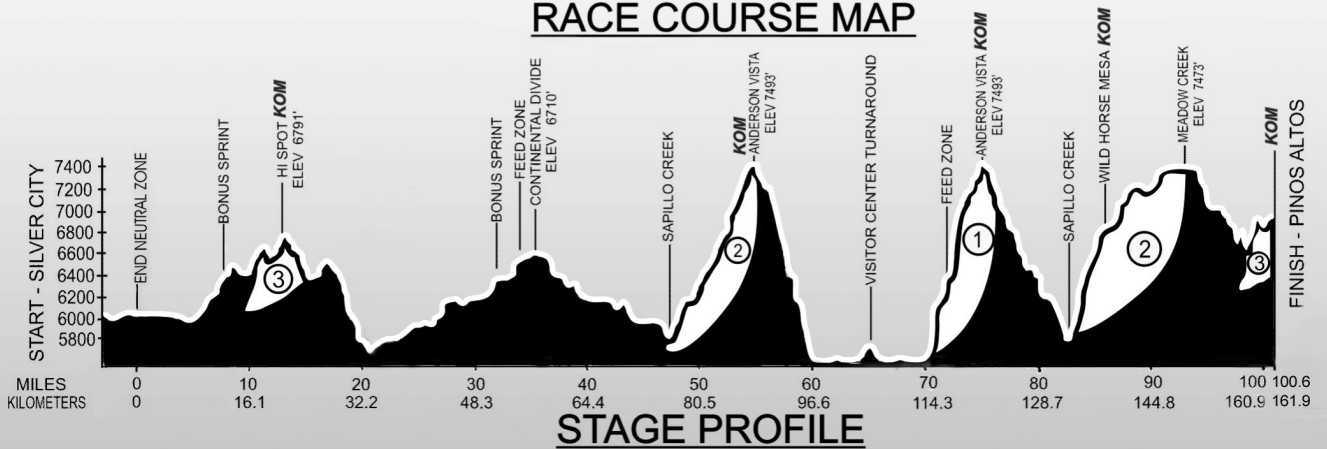 RACE COURSE MAP
START - SILVER CITY
7400
7200
7000
6800
6600
6400
6200
6000
5800
END NEUTRAL ZONE
BONUS SPRINT
HI SPOT KOM
ELEV 6791'
BONUS SPRINT
FEED ZONE
CONTINENTAL DIVIDE
ELEV 6710'
SAPILLO CREEK
KOM
ANDERSON VISTA
ELEV 7493'
VISITOR CENTER TURNAROUND
FEED ZONE
ANDERSON VISTA KOM
ELEV 7493'
SAPILLO CREEK
WILD HORSE MESA KOM
MEADOW CREEK
ELEV 7473'
KOM
FINISH - PINOS ALTOS
3
2
1
2
3
MILES 0 10 20 30 40 50 60 70 80 90 100 100.6
KILOMETERS 0 16.1 32.2 48.3 64.4 80.5 96.6 114.3 128.7 144.8 160.9 161.9
STAGE PROFILE